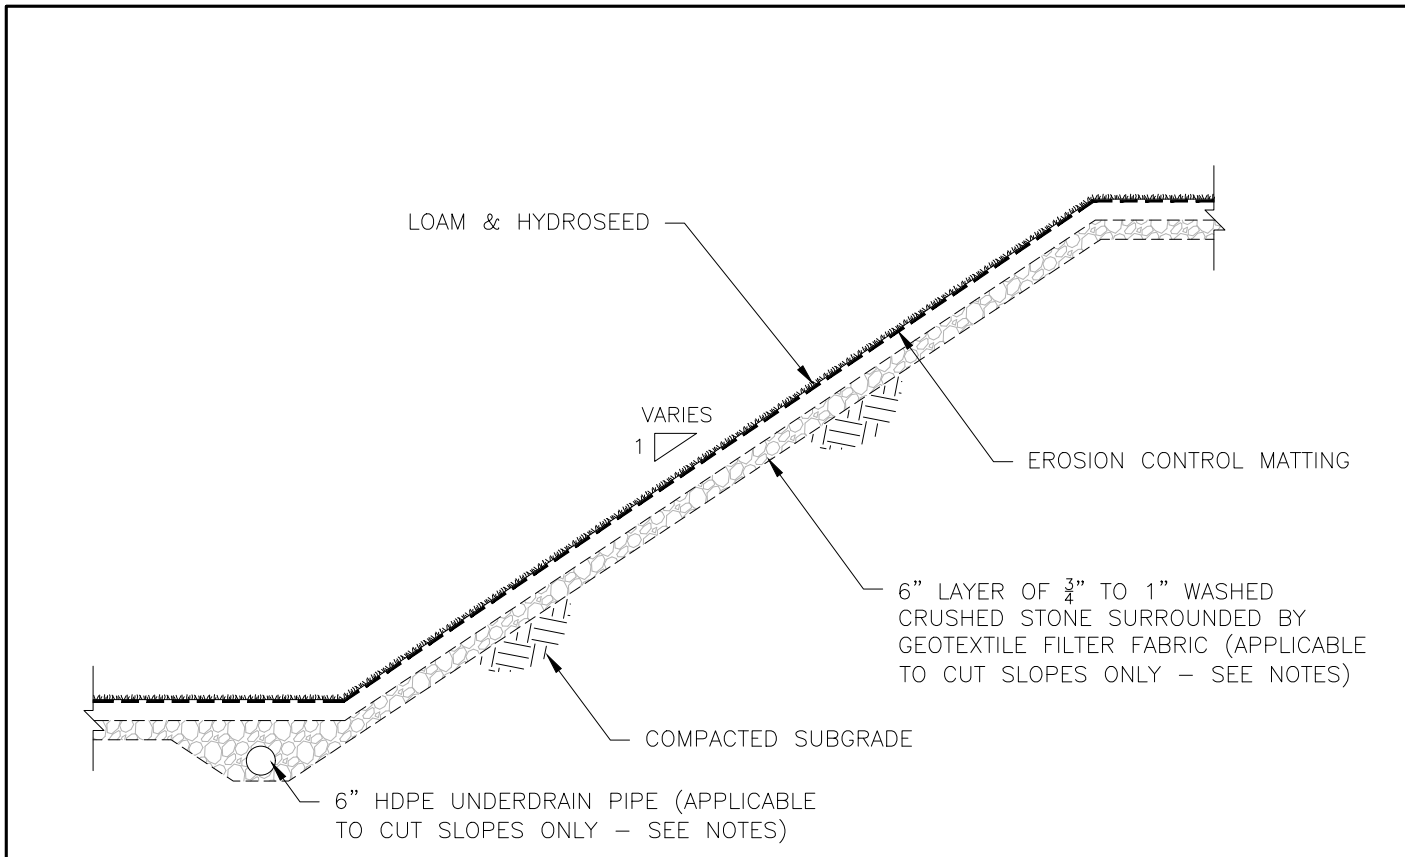 LOAM & HYDROSEED
VARIES
1
EROSION CONTROL MATTING
6” LAYER OF 3/4” TO 1” WASHED
CRUSHED STONE SURROUNDED BY
GEOTEXTILE FILTER FABRIC (APPLICABLE
TO CUT SLOPES ONLY – SEE NOTES)
COMPACTED SUBGRADE
6” HDPE UNDERDRAIN PIPE (APPLICABLE
TO CUT SLOPES ONLY – SEE NOTES)